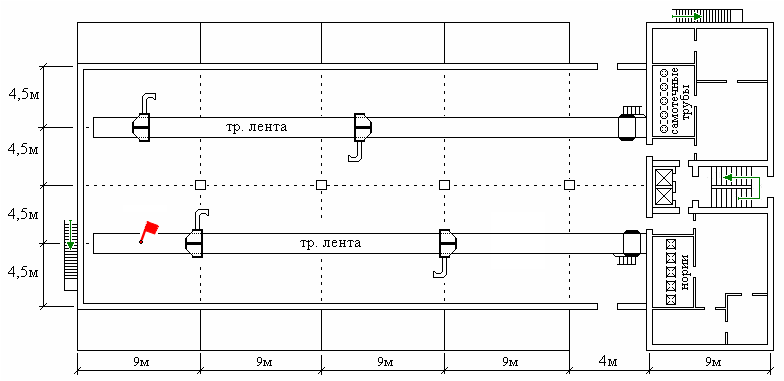 4,5м
4,5м
4,5м
4,5м
тр. лента
тр. лента
самотечные
трубы
нории
9м
9м
9м
9м
4м
9м